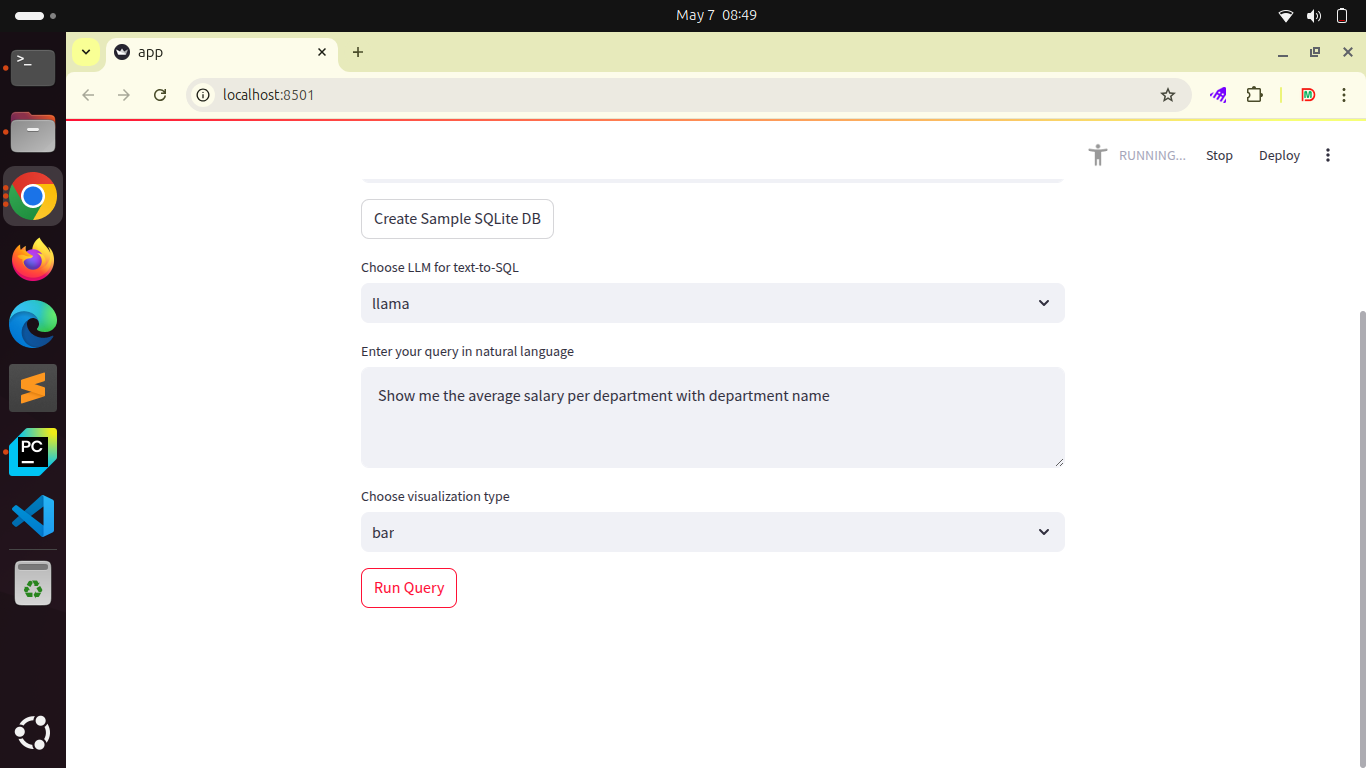 May 7 08:49
>_
app
localhost:8501
M
RUNNING...
Stop
Deploy
Create Sample SQLite DB
Choose LLM for text-to-SQL
llama
Enter your query in natural language
Show me the average salary per department with department name
PC
Choose visualization type
bar
Run Query